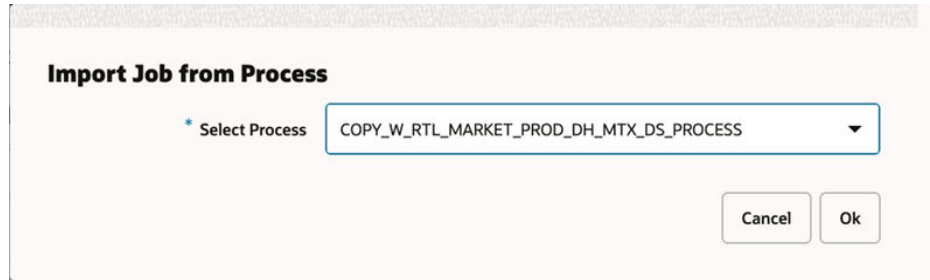 Import Job from Process
* Select Process COPY_W_RTL_MARKET_PROD_DH_MTX_DS_PROCESS
Cancel Ok